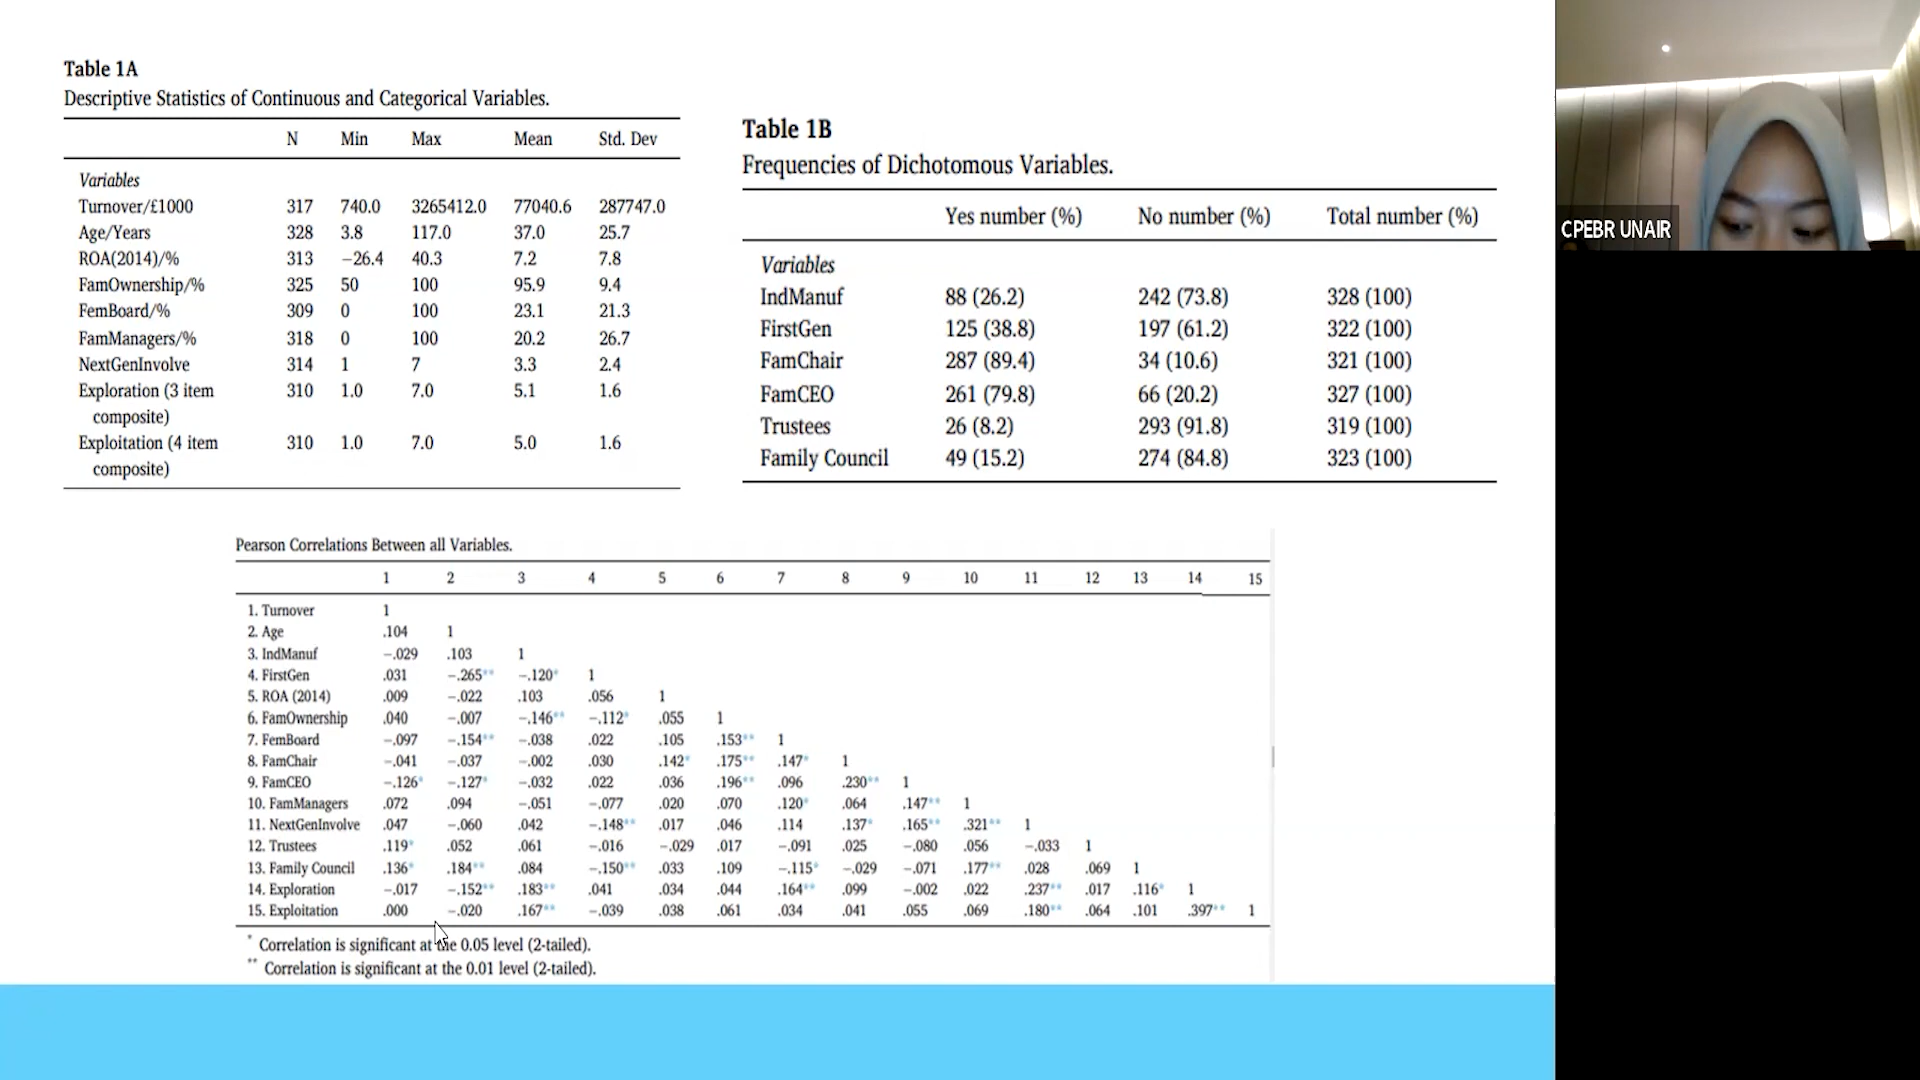 Table 1A
Descriptive Statistics of Continuous and Categorical Variables.
N Min Max Mean Std. Dev
Variables
Turnover/£1000 317 740.0 3265412.0 77040.6 287747.0
Age/Years 328 3.8 117.0 37.0 25.7
ROA(2014)/% 313 −26.4 40.3 7.2 7.8
FamOwnership/% 325 50 100 95.9 9.4
FemBoard/% 309 0 100 23.1 21.3
FamManagers/% 318 0 100 20.2 26.7
NextGenInvolve 314 1 7 3.3 2.4
Exploration (3 item 310 1.0 7.0 5.1 1.6
composite)
Exploitation (4 item 310 1.0 7.0 5.0 1.6
composite)
Table 1B
Frequencies of Dichotomous Variables.
Yes number (%) No number (%) Total number (%)
Variables
IndManuf 88 (26.2) 242 (73.8) 328 (100)
FirstGen 125 (38.8) 197 (61.2) 322 (100)
FamChair 287 (89.4) 34 (10.6) 321 (100)
FamCEO 261 (79.8) 66 (20.2) 327 (100)
Trustees 26 (8.2) 293 (91.8) 319 (100)
Family Council 49 (15.2) 274 (84.8) 323 (100)
Pearson Correlations Between all Variables.
1 2 3 4 5 6 7 8 9 10 11 12 13 14 15
1. Turnover 1
2. Age .104 1
3. IndManuf −.029 .103 1
4. FirstGen .031 −.265** −.120* 1
5. ROA (2014) .009 −.022 .103 .056 1
6. FamOwnership .040 −.007 −.146** −.112* .055 1
7. FemBoard −.097 −.154** −.038 .022 .105 .153** 1
8. FamChair −.041 −.037 −.002 .030 .142* .175** .147* 1
9. FamCEO −.126* −.127* −.032 .022 .036 .196** .096 .230** 1
10. FamManagers .072 .094 −.051 −.077 .020 .070 .120* .064 .147** 1
11. NextGenInvolve .047 −.060 .042 −.148** .017 .046 .114 .137* .165** .321** 1
12. Trustees .119* .052 .061 −.016 −.029 .017 −.091 .025 −.080 .056 −.033 1
13. Family Council .136* .184** .084 −.150** .033 .109 −.115* −.029 −.071 .177** .028 .069 1
14. Exploration −.017 −.152** .183** .041 .034 .044 .164** .099 −.002 .022 .237** .017 .116* 1
15. Exploitation .000 −.020 .167** −.039 .038 .061 .034 .041 .055 .069 .180** .064 .101 .397** 1
* Correlation is significant at the 0.05 level (2-tailed).
** Correlation is significant at the 0.01 level (2-tailed).
CPEBR UNAIR